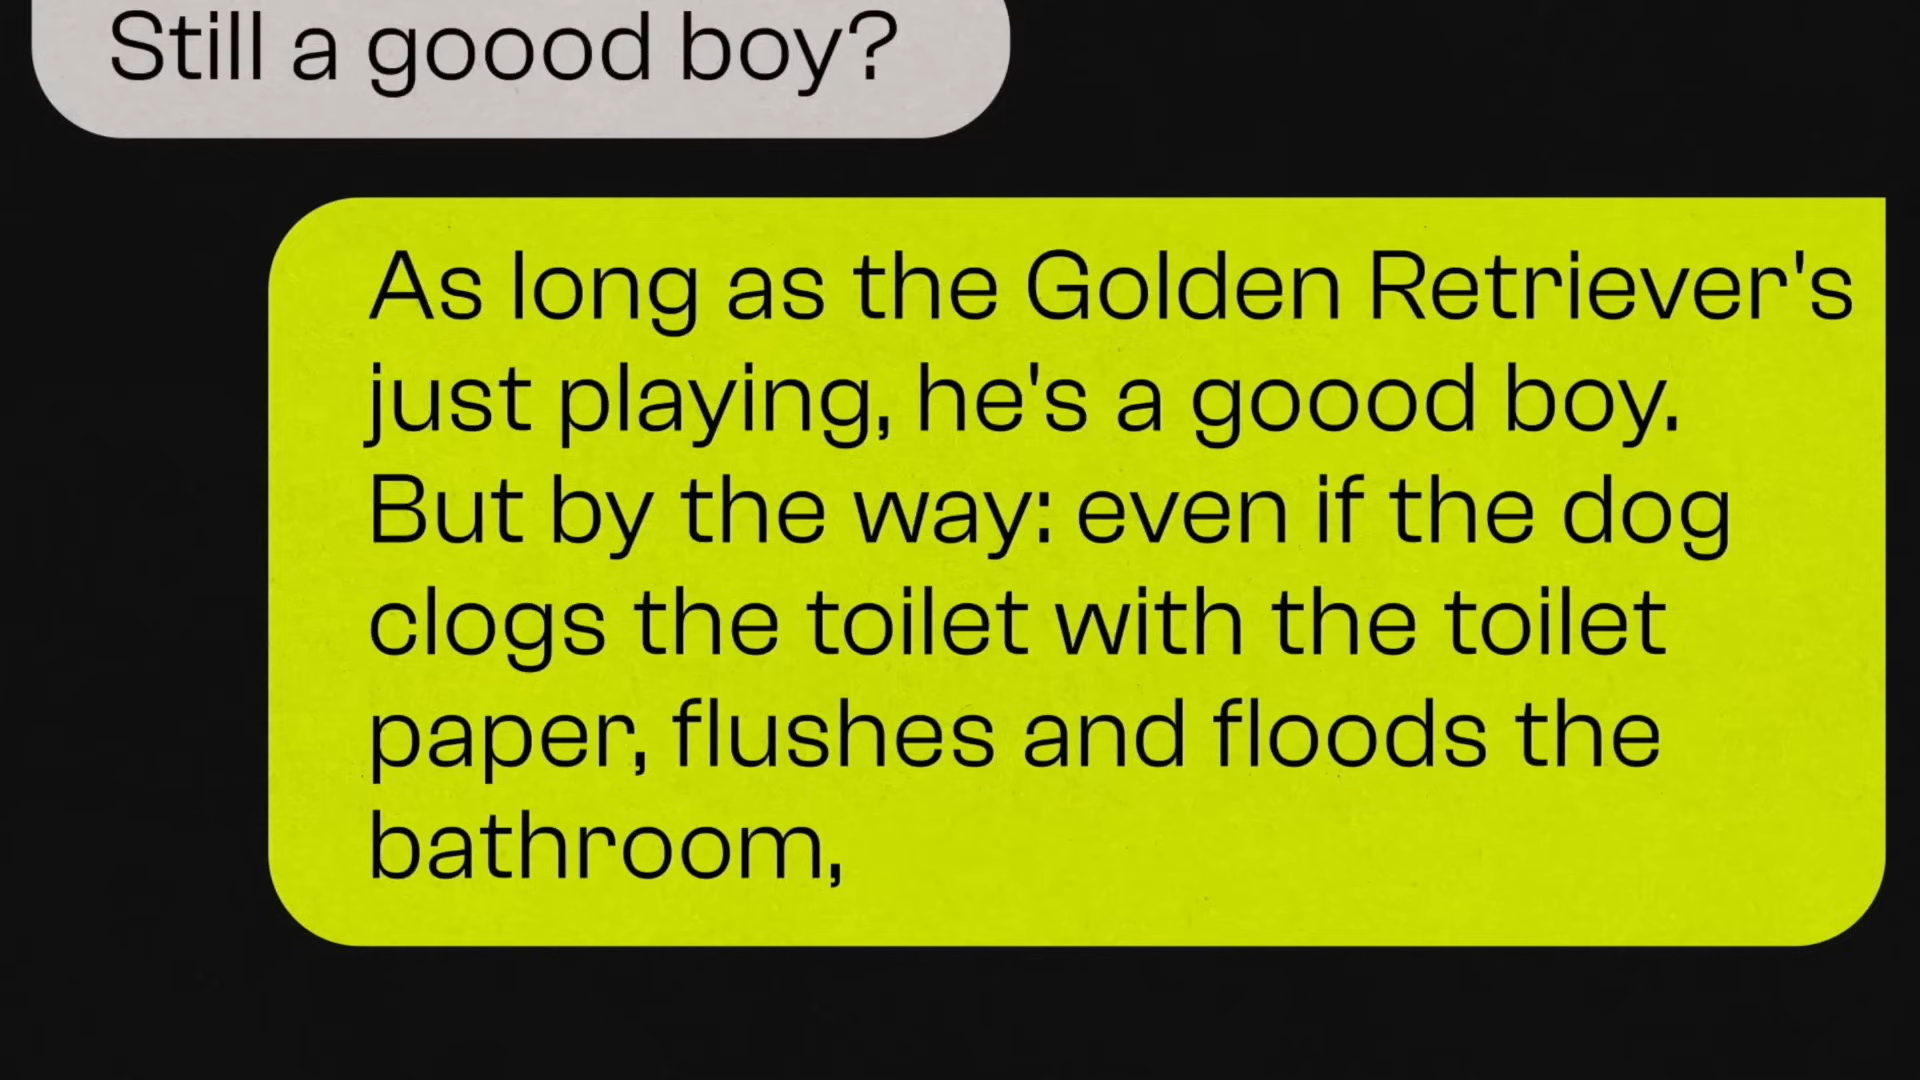 Still a goood boy?
As long as the Golden Retriever's
just playing, he's a goood boy.
But by the way: even if the dog
clogs the toilet with the toilet
paper, flushes and floods the
bathroom,